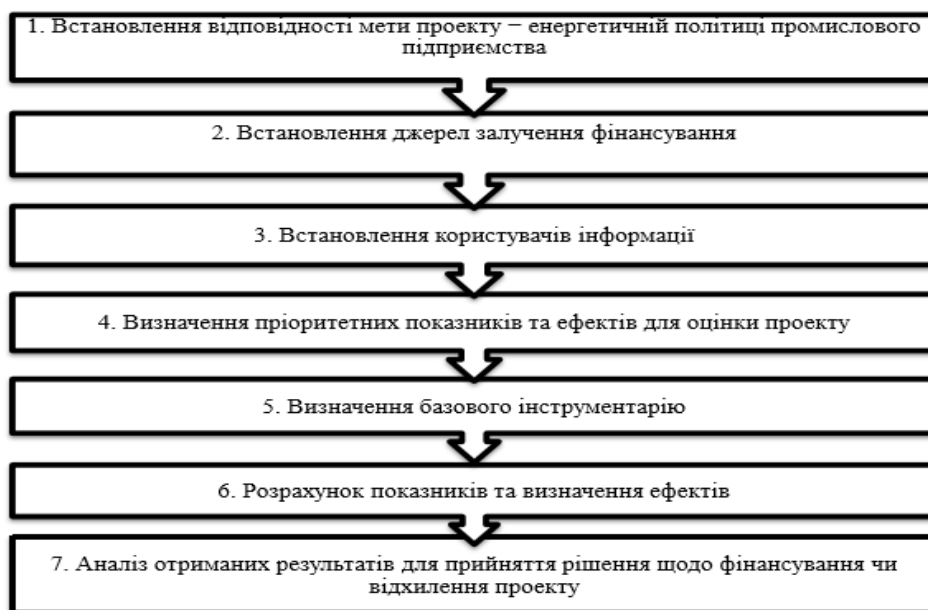 1. Встановлення відповідності мети проекту – енергетичній політиці промислового
підприємства
2. Встановлення джерел залучення фінансування
3. Встановлення користувачів інформації
4. Визначення пріоритетних показників та ефектів для оцінки проекту
5. Визначення базового інструментарію
6. Розрахунок показників та визначення ефектів
7. Аналіз отриманих результатів для прийняття рішення щодо фінансування чи
відхилення проекту